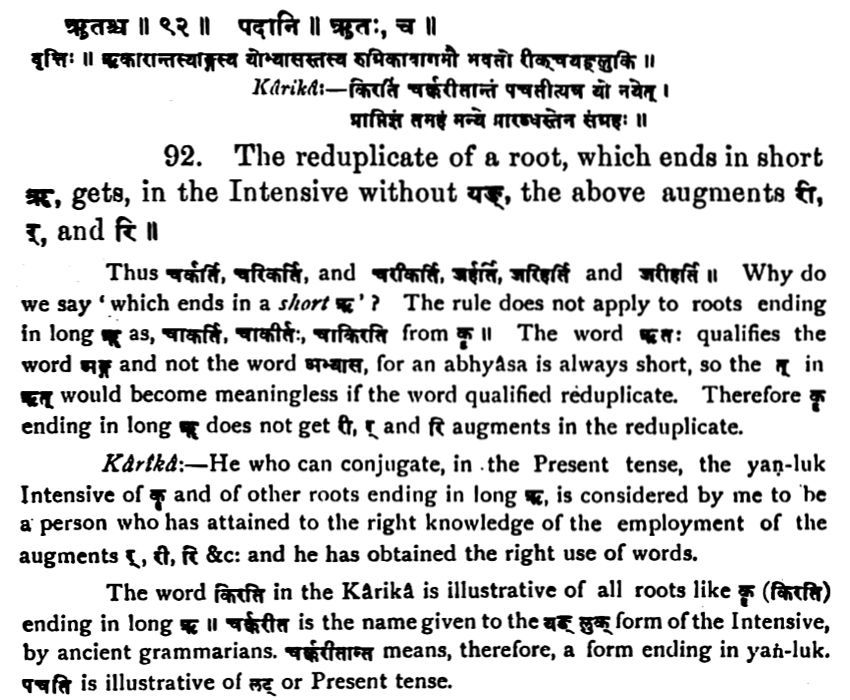 ऋतश्च ॥ ९२ ॥ पदानि ॥ ऋतः, च ॥
वृत्तिः ॥ ऋकारान्तस्याङ्गस्य योभ्यासस्तस्य रुग्रिकावागमौ भवतो रीक्चयङ्लुकि ॥
Kârikâ:—किरतिं चर्करीतान्तं पचतीत्यत्र यो नयेत् ।
प्राप्तिज्ञं तमहं मन्ये प्रारब्धस्तेन संग्रहः ॥
92. The reduplicate of a root, which ends in short
ऋ, gets, in the Intensive without यङ्, the above augments री,
र्, and रि ॥
Thus चर्कर्ति, चरिकर्ति, and चरीकर्ति, जर्हर्ति, जरिहर्ति and जरीहर्ति ॥ Why do
we say 'which ends in a short ऋ'? The rule does not apply to roots ending
in long ॠ as, चाकर्ति, चाकीर्तः, चाकिरति from कॄ ॥ The word ऋतः qualifies the
word अङ्ग and not the word अभ्यास, for an abhyâsa is always short, so the त् in
ऋत् would become meaningless if the word qualified reduplicate. Therefore कॄ
ending in long ॠ does not get री, र् and रि augments in the reduplicate.
Kârikâ:—He who can conjugate, in the Present tense, the yaṇ-luk
Intensive of कॄ and of other roots ending in long ॠ, is considered by me to be
a person who has attained to the right knowledge of the employment of the
augments र्, री, रि &c: and he has obtained the right use of words.
The word किरति in the Kârikâ is illustrative of all roots like कॄ (किरति)
ending in long ॠ ॥ चर्करीत is the name given to the यङ् लुक् form of the Intensive,
by ancient grammarians. चर्करीतान्त means, therefore, a form ending in yaṅ-luk.
पचति is illustrative of लट् or Present tense.